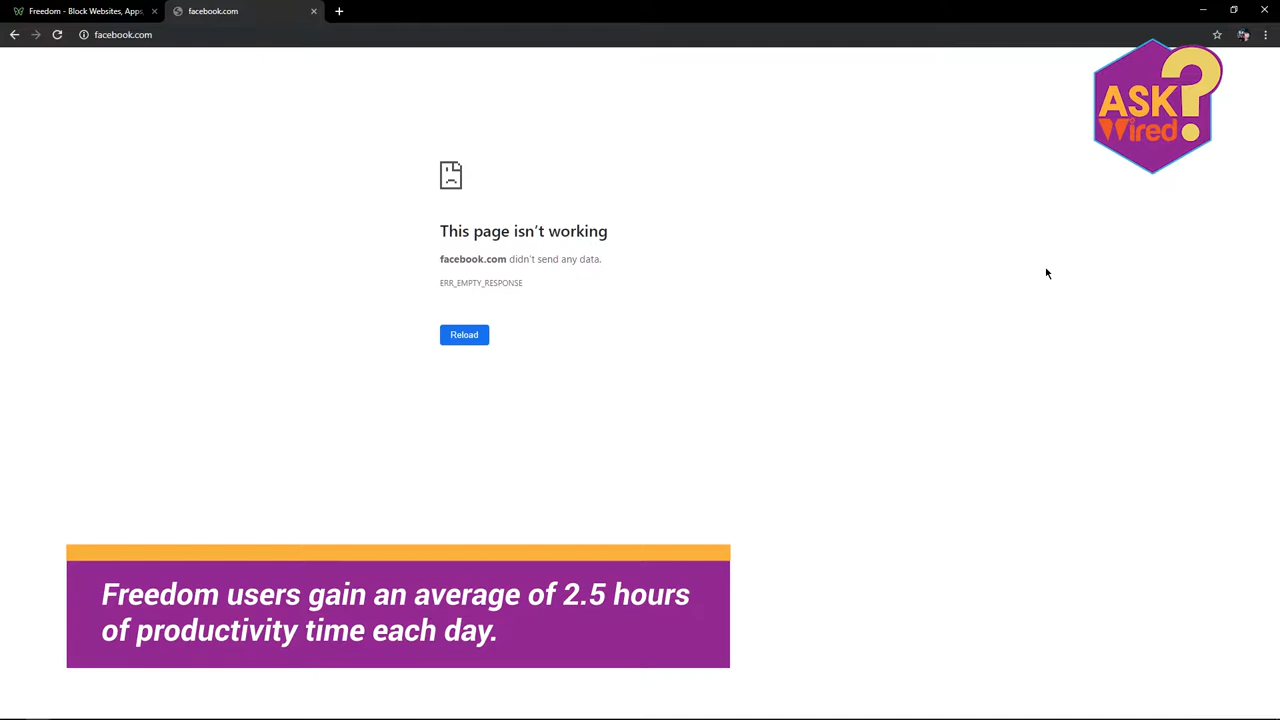 Freedom - Block Websites, Apps,
facebook.com
facebook.com
ASK?
Wired
This page isn't working
facebook.com didn't send any data.
ERR_EMPTY_RESPONSE
Reload
Freedom users gain an average of 2.5 hours
of productivity time each day.